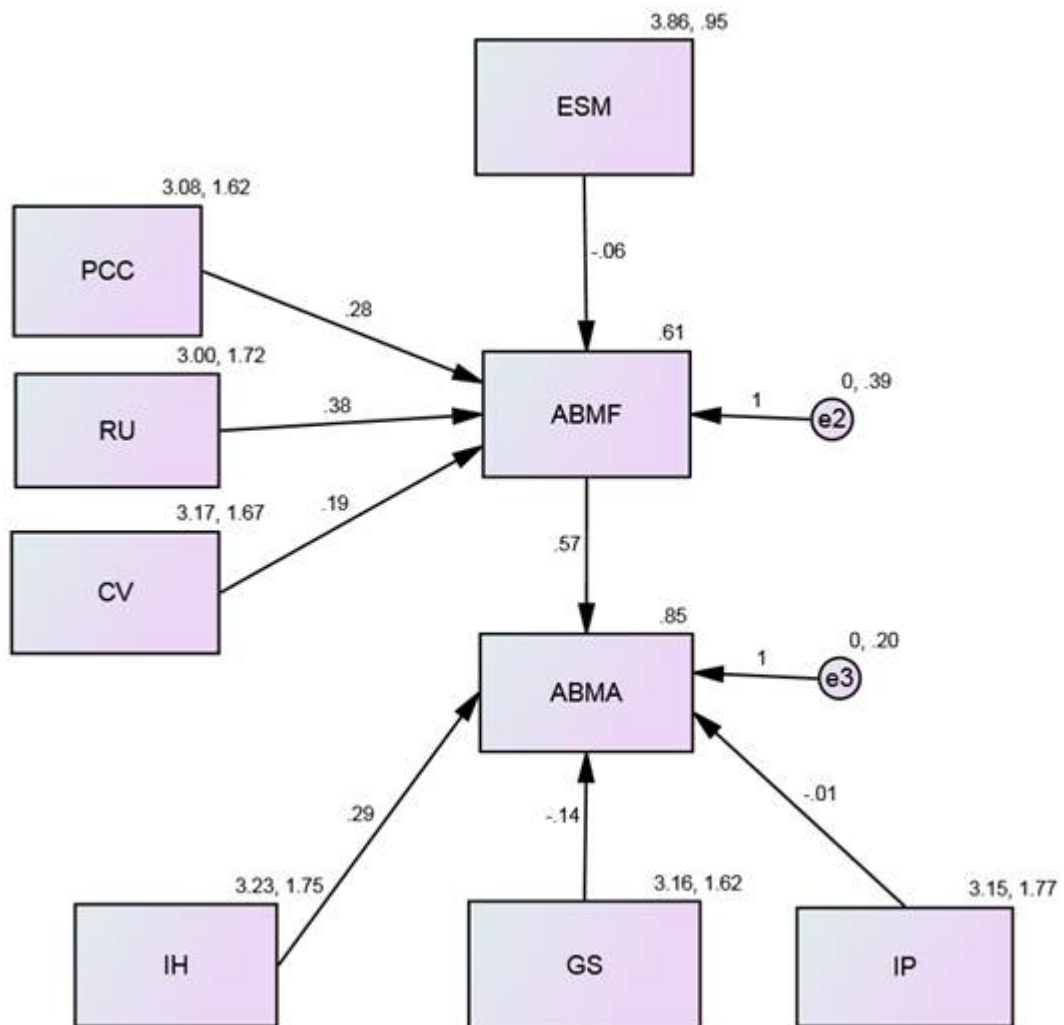 3.86, .95
ESM
3.08, 1.62
PCC
-.06
.28
3.00, 1.72
RU
.38
.61
ABMF
0, .39
1
e2
3.17, 1.67
CV
.19
.57
.85
ABMA
0, .20
1
e3
.29
-.14
-.01
3.23, 1.75
IH
3.16, 1.62
GS
3.15, 1.77
IP